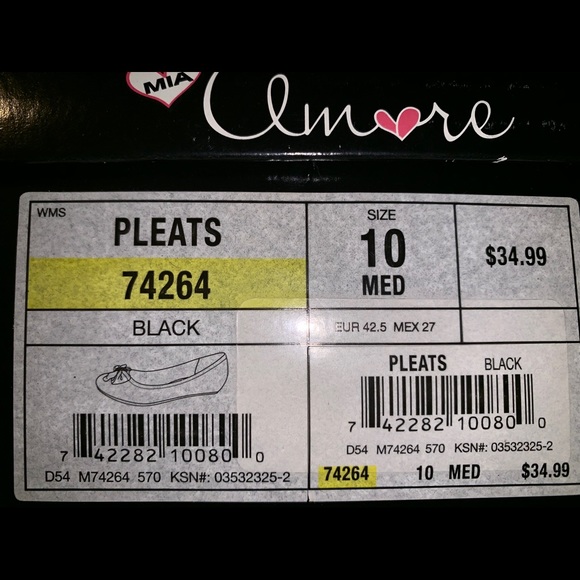 MIA
Amore
WMS
PLEATS
74264
BLACK
SIZE
10
MED
$34.99
EUR 42.5 MEX 27
7 42282 10080 0
D54 M74264 570 KSN#: 03532325-2
PLEATS BLACK
7 42282 10080 0
D54 M74264 570 KSN#: 03532325-2
74264 10 MED $34.99